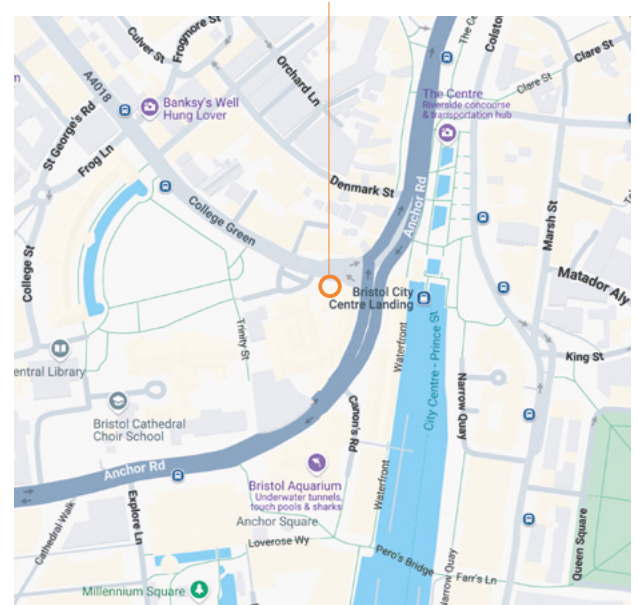 Culver St
Frogmore St
The Ce
Colston
Clare St
Clare St
A4018
Orchard Ln
Banksy's Well
Hung Lover
The Centre
Riverside concourse
& transportation hub
St George's Rd
Frog Ln
Denmark St
Marsh St
College Green
Anchor Rd
College St
Matador Aly
Bristol City
Centre Landing
Trinity St
Waterfront
City Centre - Prince St
King St
entral Library
Narrow Quay
Canon's Rd
Bristol Cathedral
Choir School
Anchor Rd
Bristol Aquarium
Underwater tunnels,
touch pools & sharks
Waterfront
Explore Ln
Anchor Square
Cathedral Walk
Loverose Wy
Queen Square
Pero's Bridge
Narrow Quay
Farr's Ln
Millennium Square